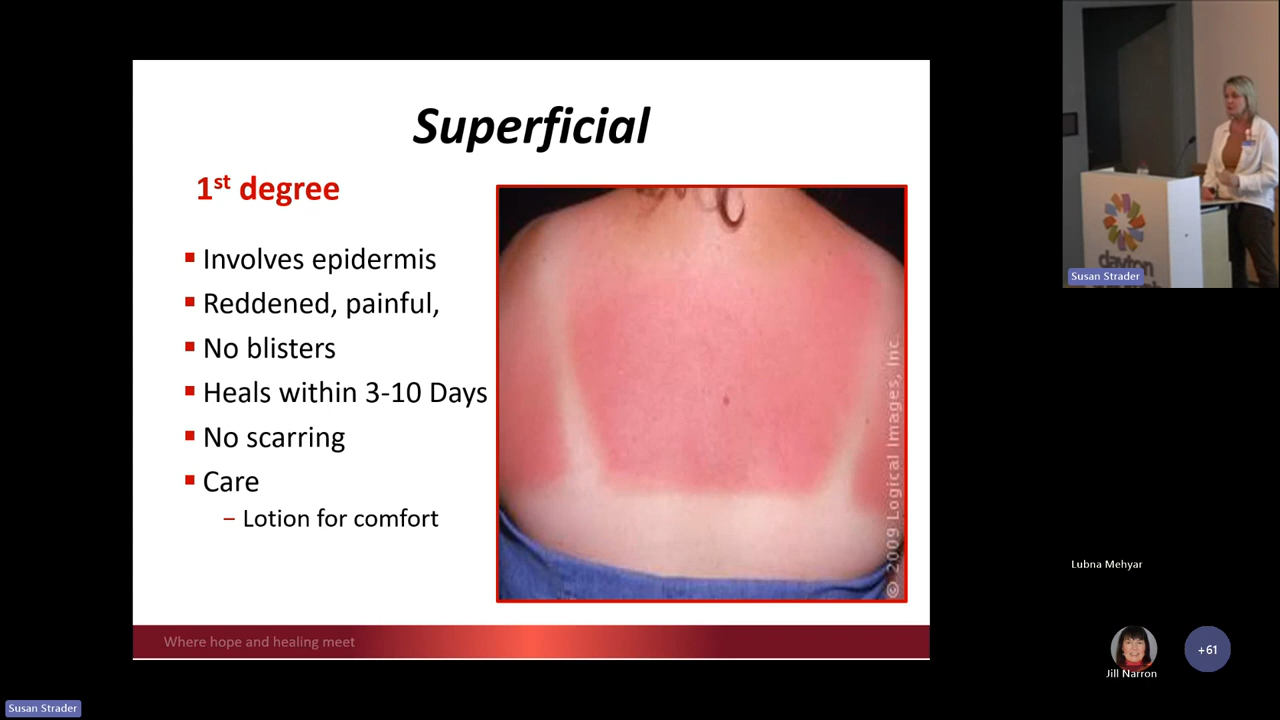 Superficial
1st degree
Involves epidermis
Reddened, painful,
No blisters
Heals within 3-10 Days
No scarring
Care
– Lotion for comfort
© 2009 Logical Images, Inc.
Where hope and healing meet
dayton
Susan Strader
Lubna Mehyar
Jill Narron
+61
Susan Strader